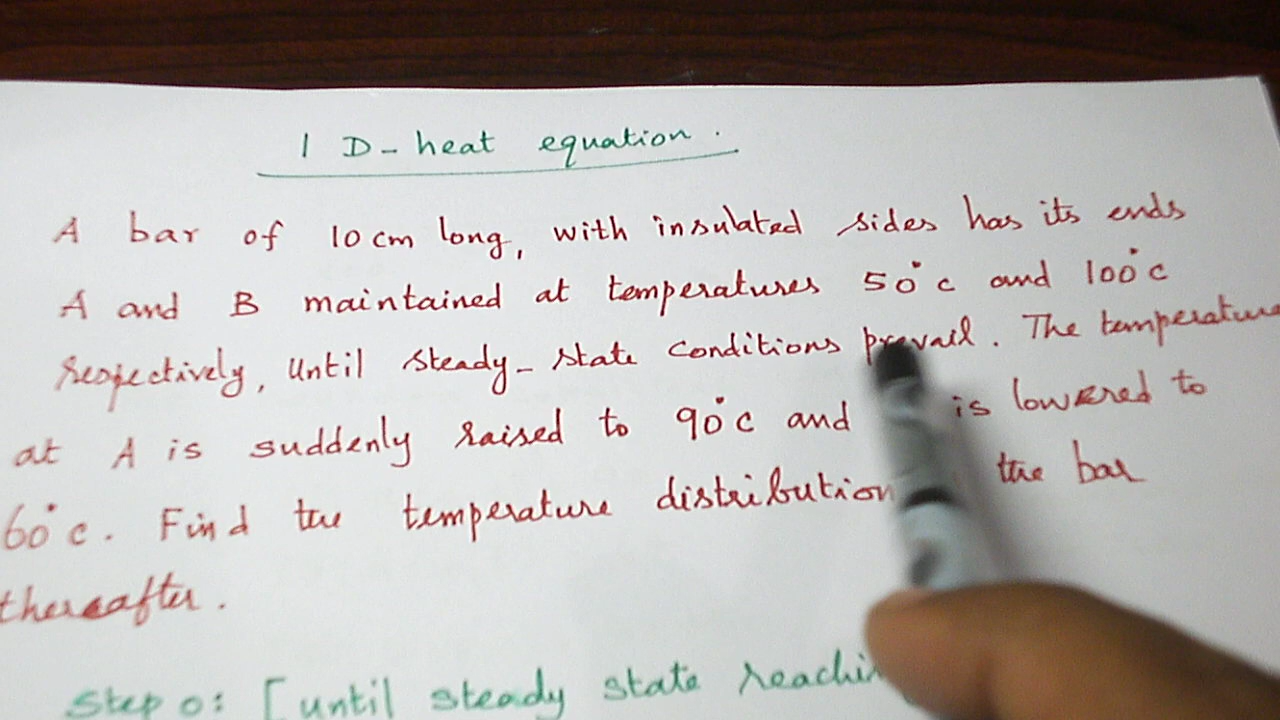 1 D-heat equation.
A bar of 10 cm long, with insulated sides has its ends
A and B maintained at temperatures 50°c and 100°c
respectively, until steady-state conditions prevail. The temperature
at A is suddenly raised to 90°c and is lowered to
60°c. Find the temperature distribution the bar
thereafter.
Step 0: [until steady state